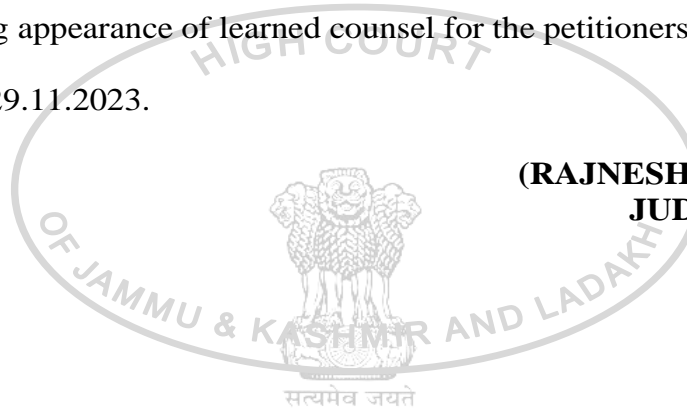 g appearance of learned counsel for the petitioners
29.11.2023.
(RAJNESH
JUD
HIGH COURT
OF JAMMU & KASHMIR AND LADAKH
सत्यमेव जयते